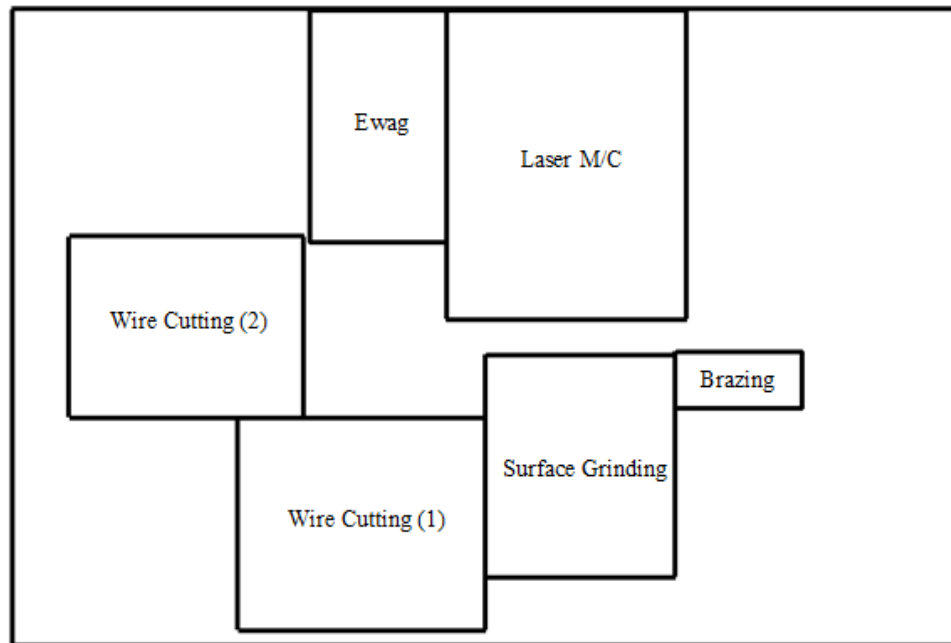 Ewag
Laser M/C
Wire Cutting (2)
Brazing
Surface Grinding
Wire Cutting (1)